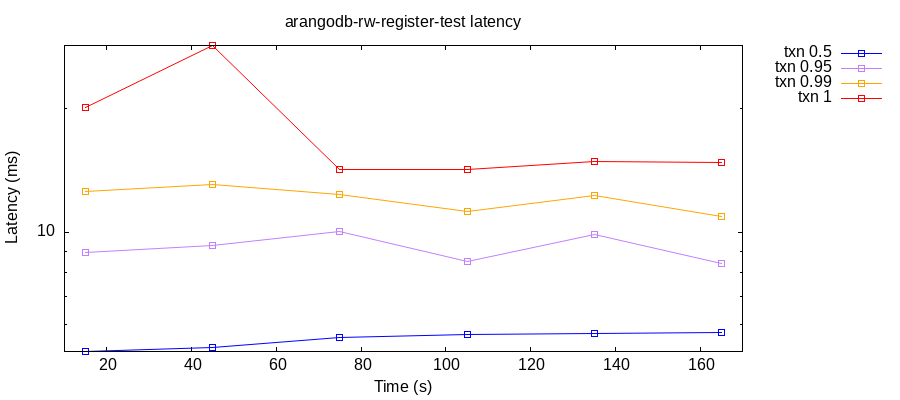 arangodb-rw-register-test latency
txn 0.5
txn 0.95
txn 0.99
txn 1
Latency (ms)
10
20 40 60 80 100 120 140 160
Time (s)